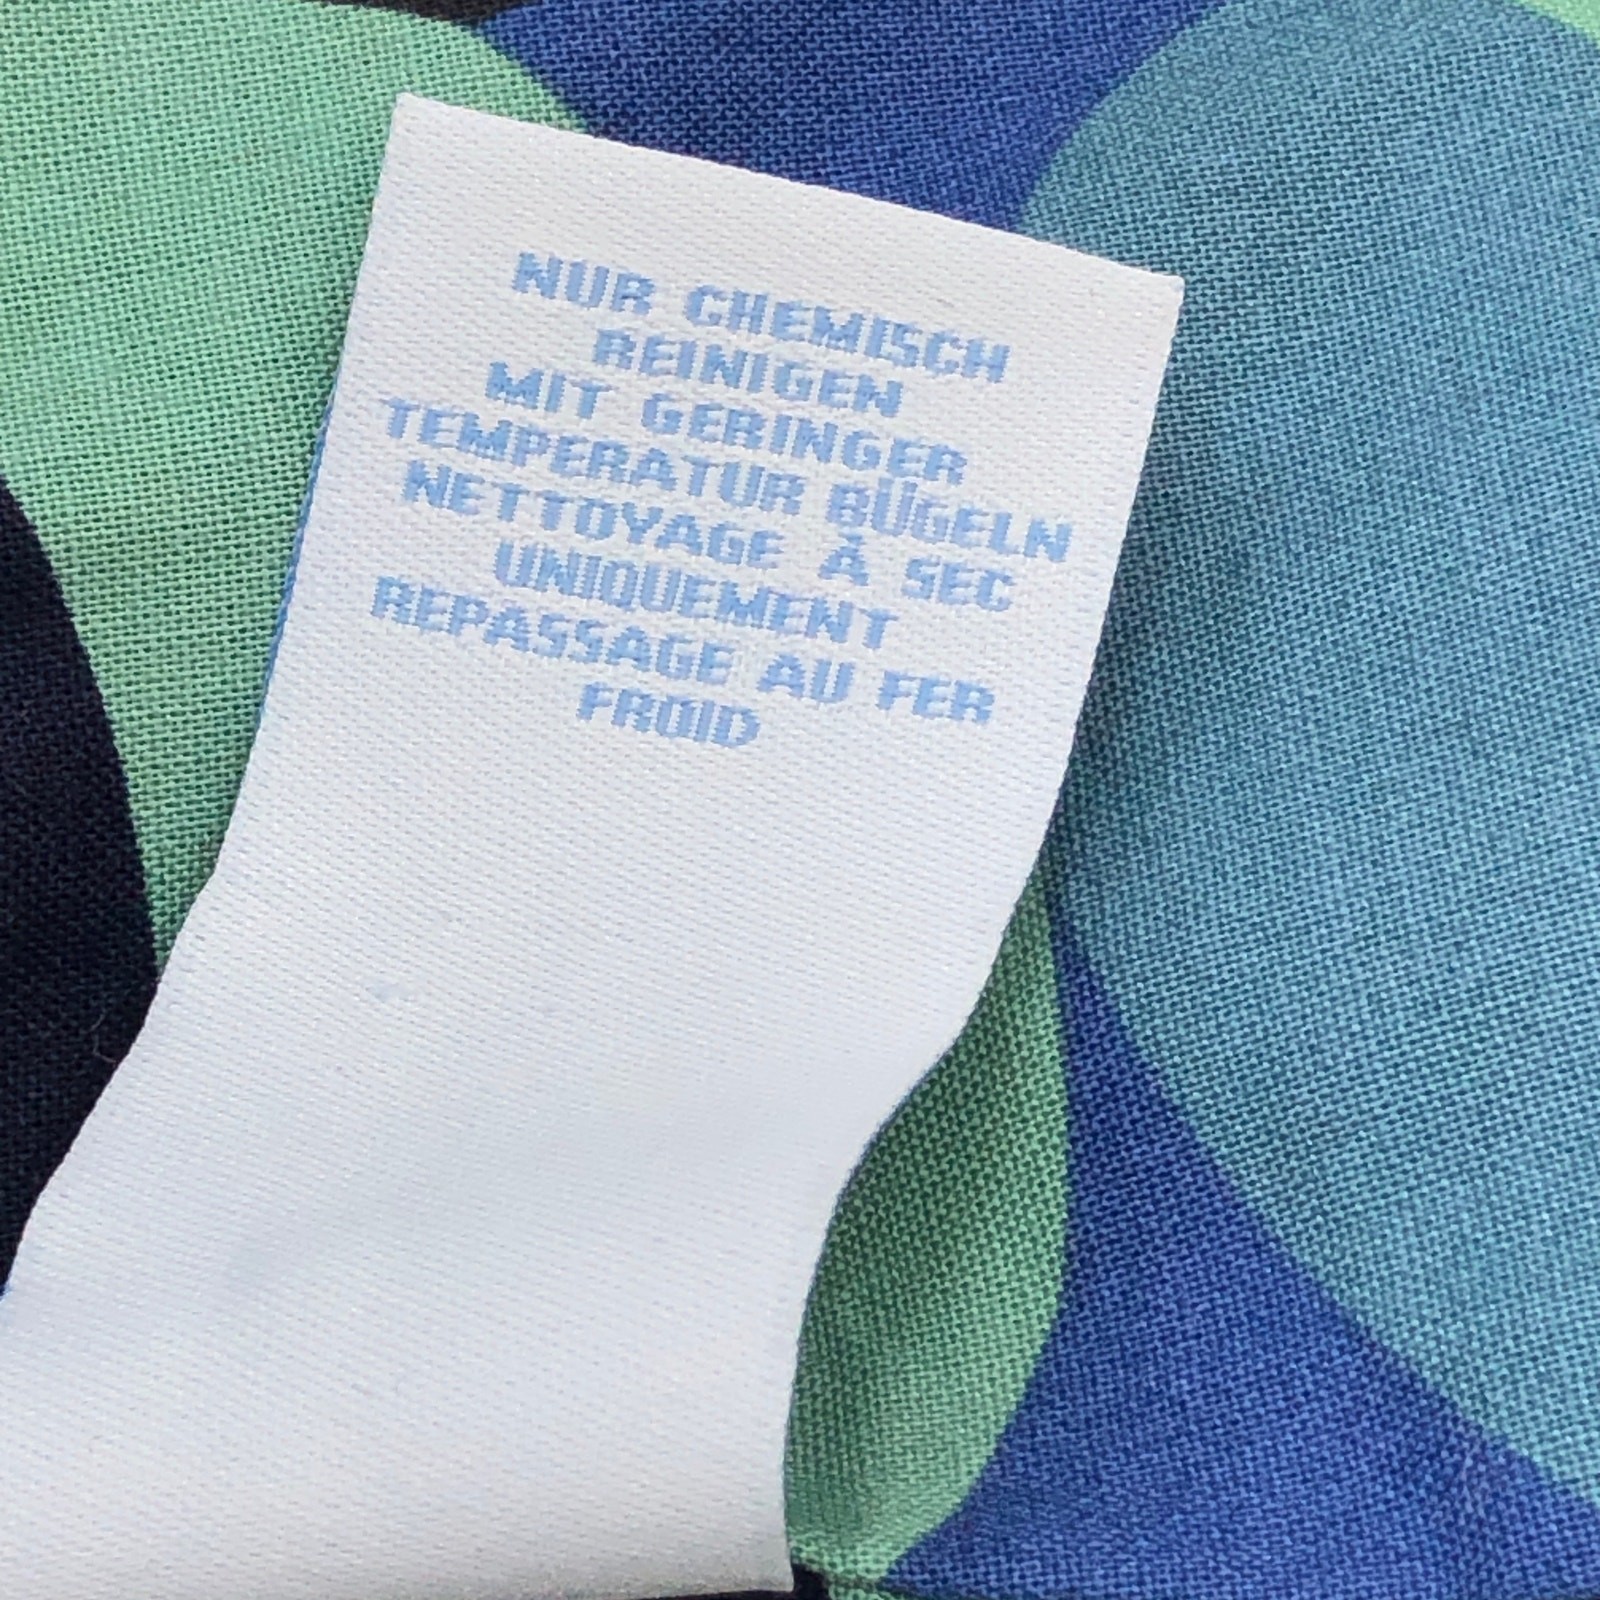 NUR CHEMISCH
REINIGEN
MIT GERINGER
TEMPERATUR BÜGELN
NETTOYAGE À SEC
UNIQUEMENT
REPASSAGE AU FER
FROID